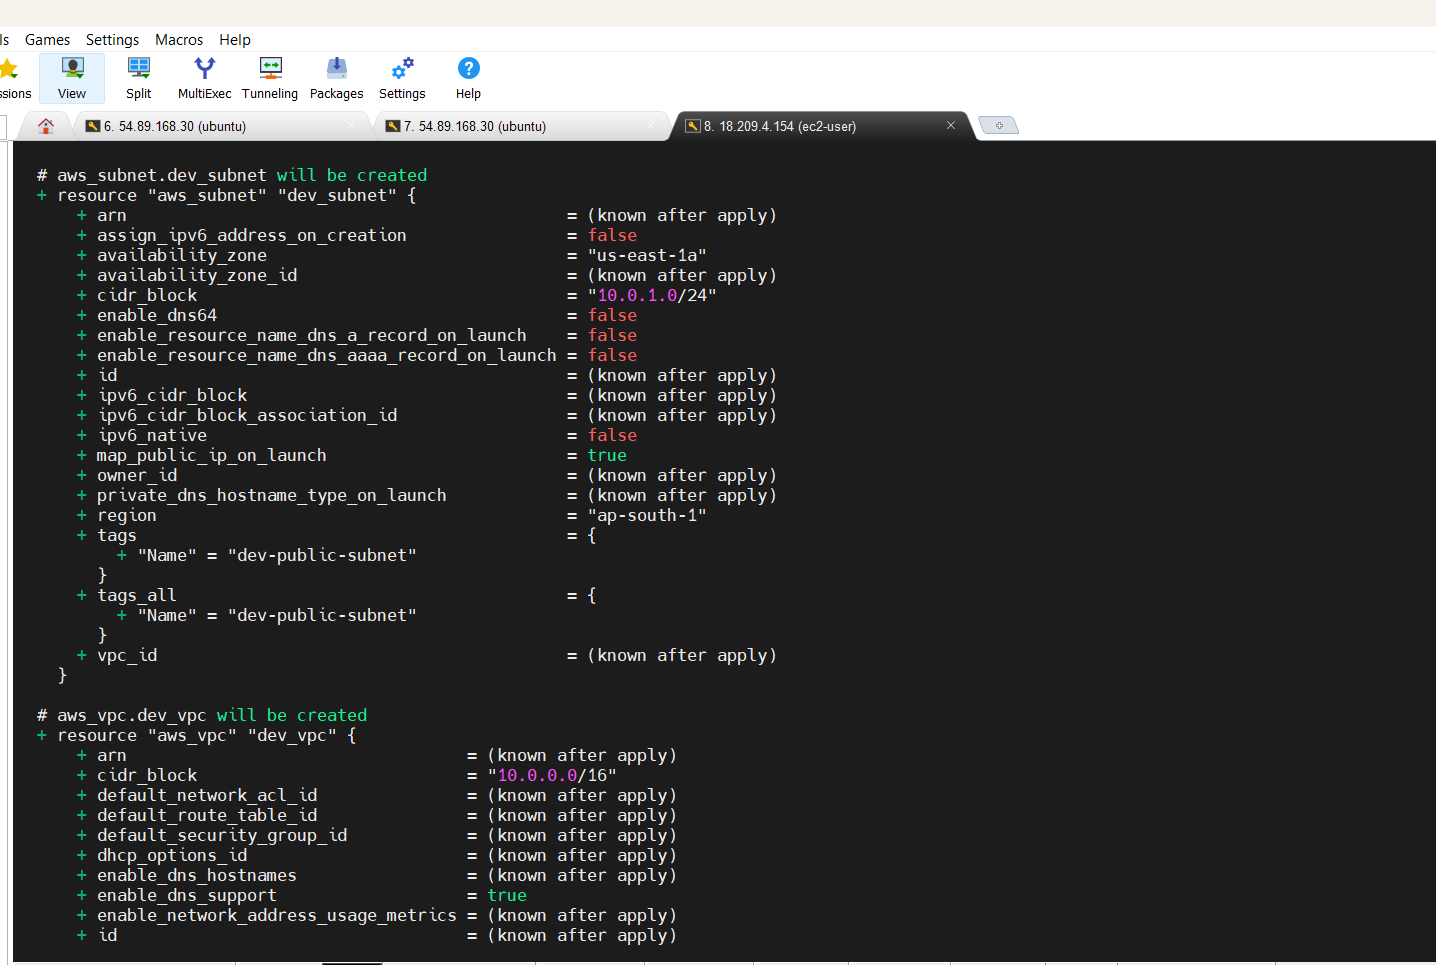 ls Games Settings Macros Help
ssions View Split MultiExec Tunneling Packages Settings Help
6. 54.89.168.30 (ubuntu) 7. 54.89.168.30 (ubuntu) 8. 18.209.4.154 (ec2-user)
# aws_subnet.dev_subnet will be created
+ resource "aws_subnet" "dev_subnet" {
+ arn = (known after apply)
+ assign_ipv6_address_on_creation = false
+ availability_zone = "us-east-1a"
+ availability_zone_id = (known after apply)
+ cidr_block = "10.0.1.0/24"
+ enable_dns64 = false
+ enable_resource_name_dns_a_record_on_launch = false
+ enable_resource_name_dns_aaaa_record_on_launch = false
+ id = (known after apply)
+ ipv6_cidr_block = (known after apply)
+ ipv6_cidr_block_association_id = (known after apply)
+ ipv6_native = false
+ map_public_ip_on_launch = true
+ owner_id = (known after apply)
+ private_dns_hostname_type_on_launch = (known after apply)
+ region = "ap-south-1"
+ tags = {
+ "Name" = "dev-public-subnet"
}
+ tags_all = {
+ "Name" = "dev-public-subnet"
}
+ vpc_id = (known after apply)
}
# aws_vpc.dev_vpc will be created
+ resource "aws_vpc" "dev_vpc" {
+ arn = (known after apply)
+ cidr_block = "10.0.0.0/16"
+ default_network_acl_id = (known after apply)
+ default_route_table_id = (known after apply)
+ default_security_group_id = (known after apply)
+ dhcp_options_id = (known after apply)
+ enable_dns_hostnames = (known after apply)
+ enable_dns_support = true
+ enable_network_address_usage_metrics = (known after apply)
+ id = (known after apply)